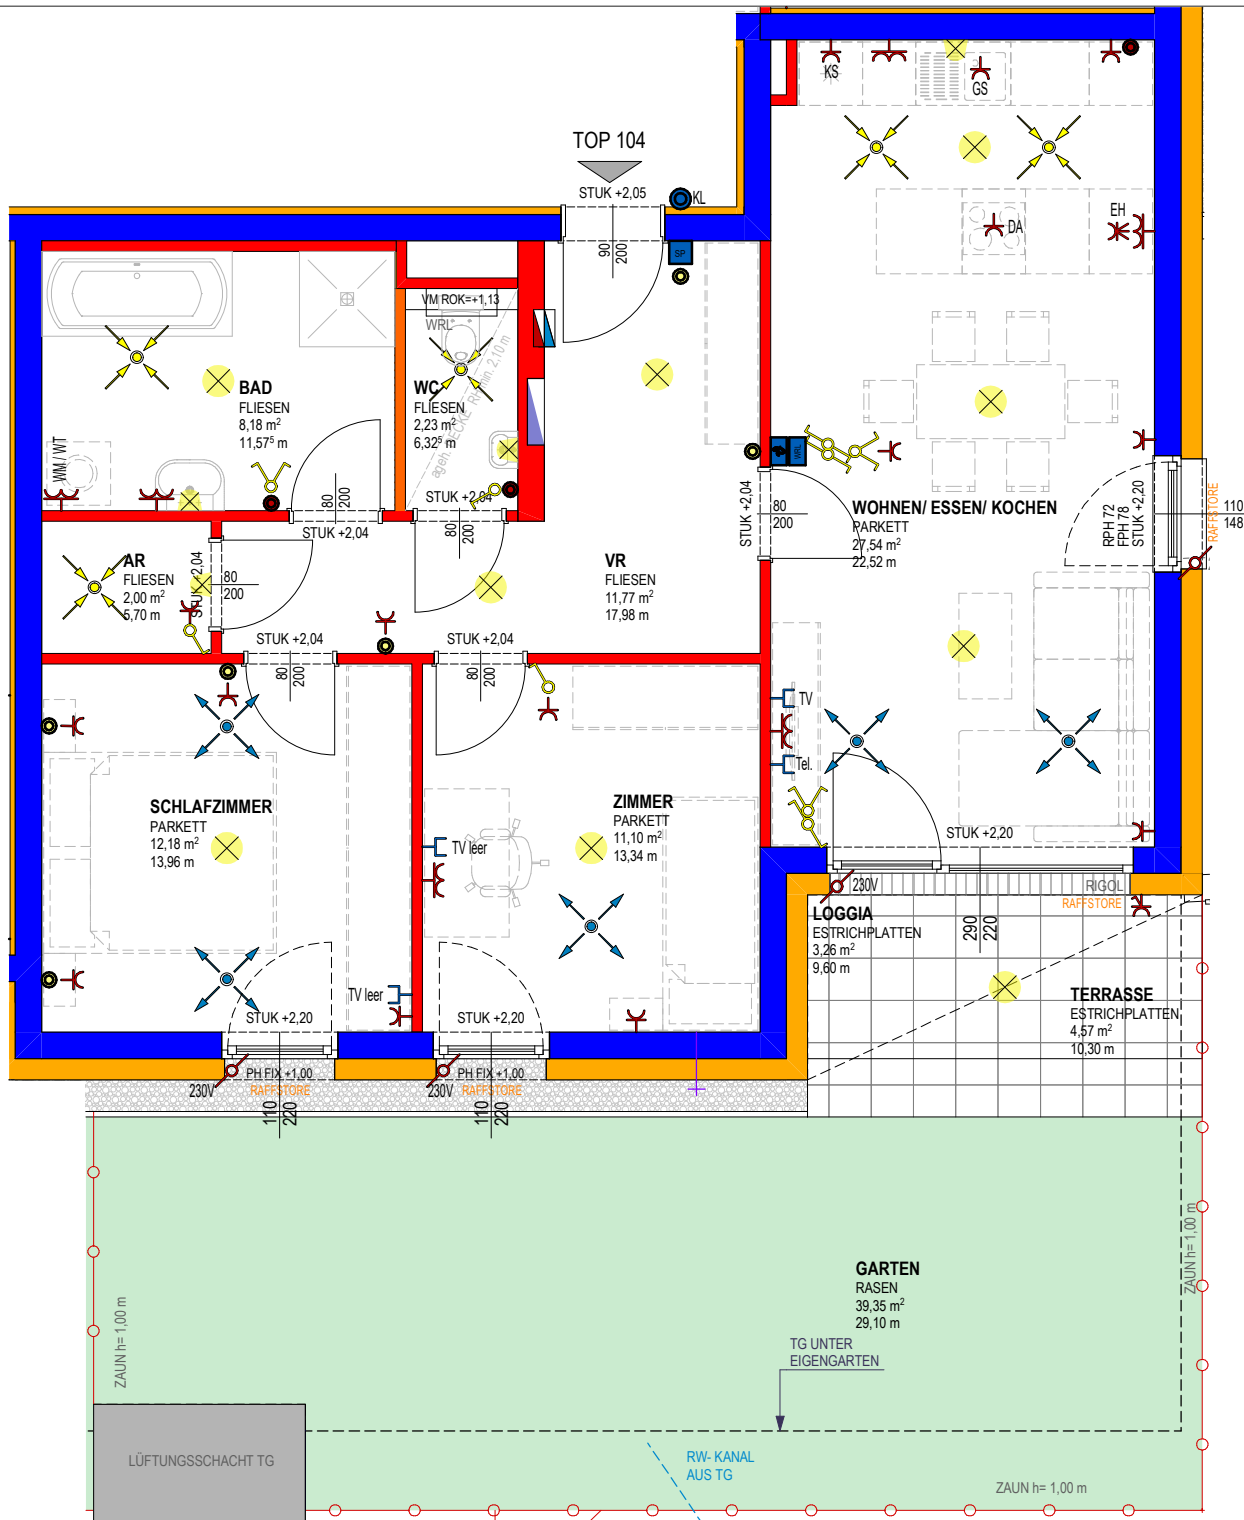 TOP 104
STUK +2,05
KL
90
200
SP
KS
GS
DA
EH
VM ROK=+1,13
WRL
ageh. DECKE RH min. 2.10 m
BAD
FLIESEN
8,18 m²
11,57⁵ m
WC
FLIESEN
2,23 m²
6,32⁵ m
WM / WT
80
200
STUK +2,04
STUK +2,04
80
200
AR
FLIESEN
2,00 m²
5,70 m
STUK +2,04
80
200
VR
FLIESEN
11,77 m²
17,98 m
WRL
STUK +2,04
80
200
WOHNEN/ ESSEN/ KOCHEN
PARKETT
27,54 m²
22,52 m
RPH 72
FPH 78
STUK +2,20
RAFFSTORE
110
148
STUK +2,04
80
200
STUK +2,04
80
200
TV
Tel.
SCHLAFZIMMER
PARKETT
12,18 m²
13,96 m
ZIMMER
PARKETT
11,10 m²
13,34 m
TV leer
TV leer
STUK +2,20
STUK +2,20
STUK +2,20
230V
RIGOL
RAFFSTORE
290
220
LOGGIA
ESTRICHPLATTEN
3,26 m²
9,60 m
TERRASSE
ESTRICHPLATTEN
4,57 m²
10,30 m
PH FIX +1,00
RAFFSTORE
230V
110
220
PH FIX +1,00
RAFFSTORE
230V
110
220
ZAUN h= 1,00 m
ZAUN h= 1,00 m
GARTEN
RASEN
39,35 m²
29,10 m
TG UNTER
EIGENGARTEN
LÜFTUNGSSCHACHT TG
RW- KANAL
AUS TG
ZAUN h= 1,00 m